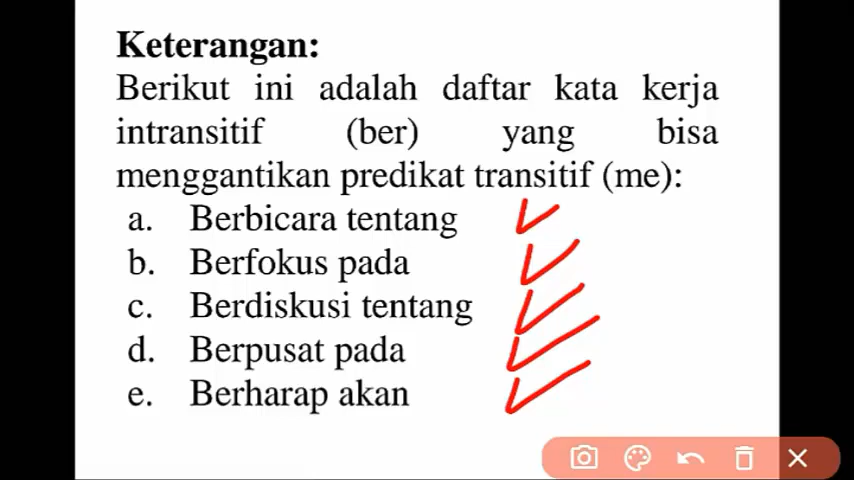 Keterangan:
Berikut ini adalah daftar kata kerja
intransitif (ber) yang bisa
menggantikan predikat transitif (me):
a. Berbicara tentang
b. Berfokus pada
c. Berdiskusi tentang
d. Berpusat pada
e. Berharap akan